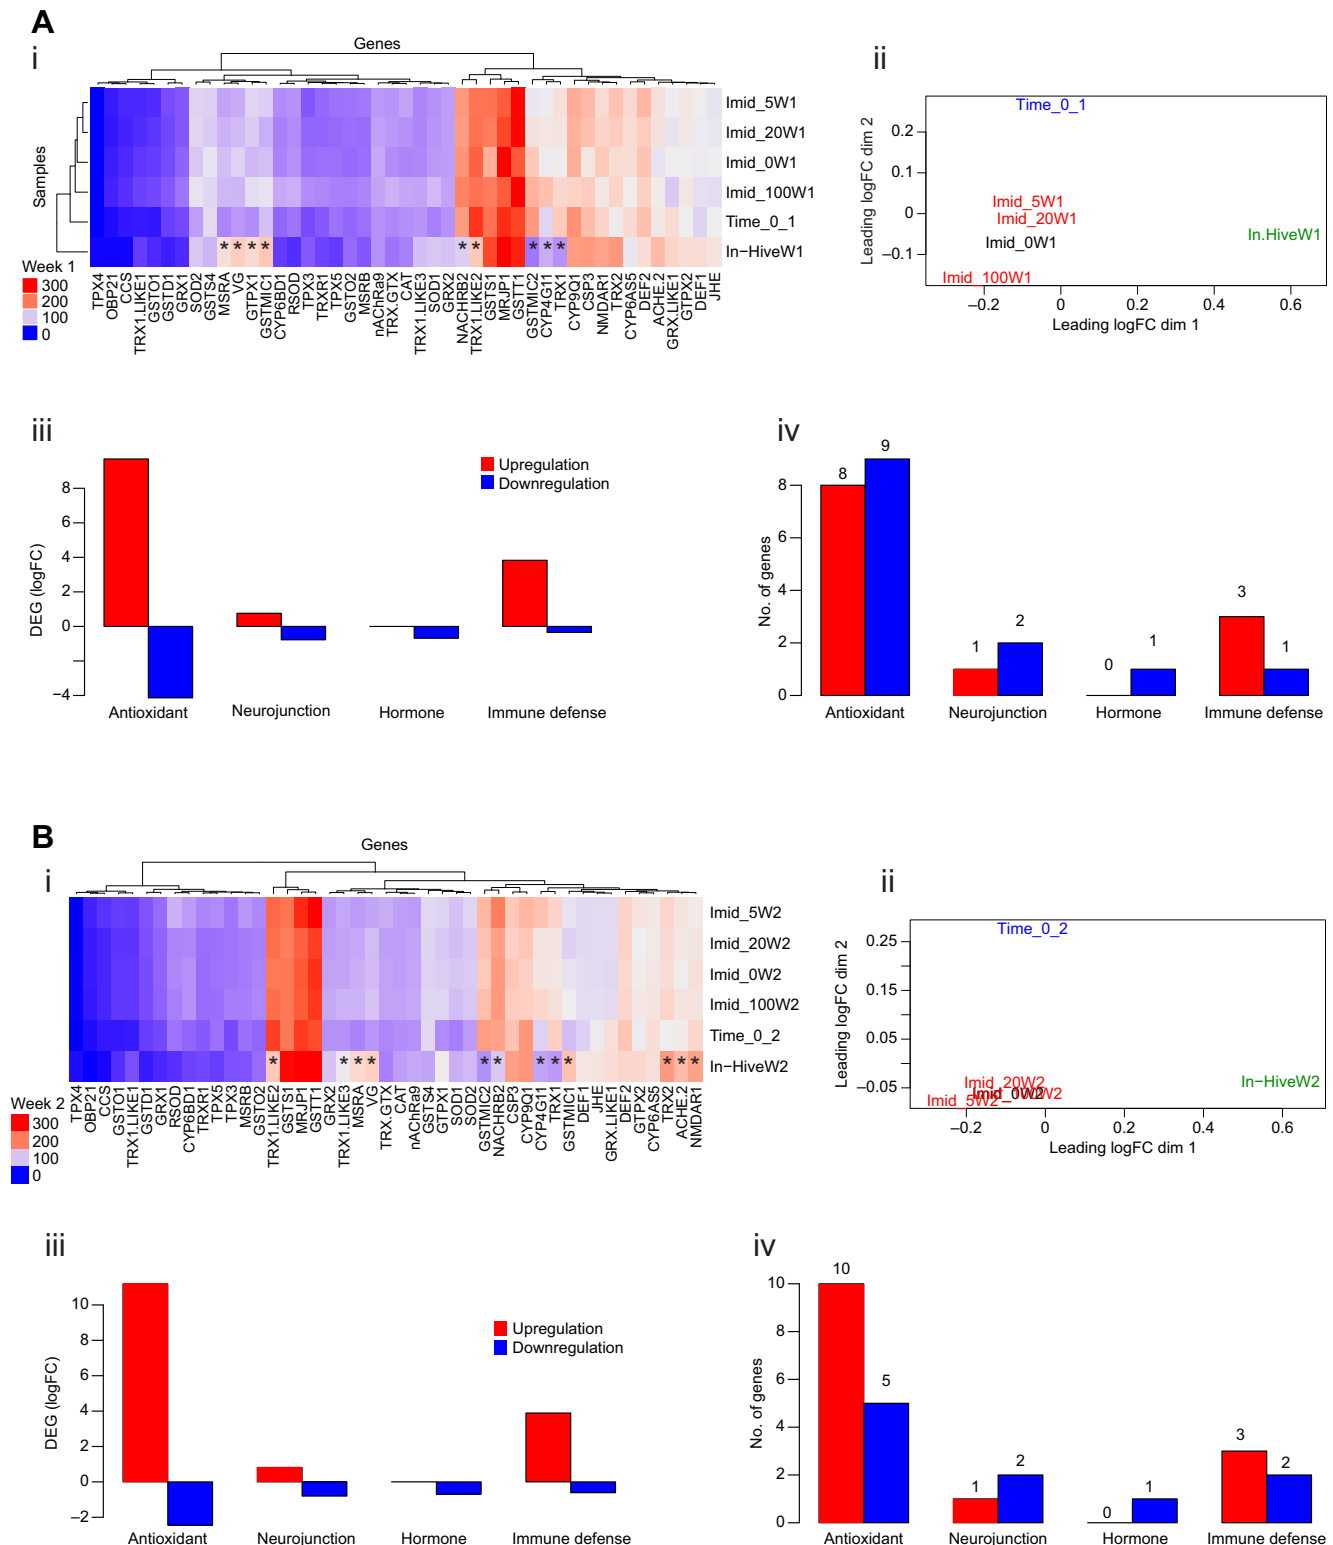 A
i
Genes
Samples
Imid_5W1
Imid_20W1
Imid_0W1
Imid_100W1
Time_0_1
In−HiveW1
* * * * * * * * *
Week 1
300
200
100
0
TPX4
OBP21
CCS
TRX1.LIKE1
GSTO1
GSTD1
GRX1
SOD2
GSTS4
MSRA
VG
GTPX1
GSTMIC1
CYP6BD1
RSOD
TPX3
TRXR1
TPX5
GSTO2
MSRB
nAChRa9
TRX.GTX
CAT
TRX1.LIKE3
SOD1
GRX2
NACHRB2
TRX1.LIKE2
GSTS1
MRJP1
GSTT1
GSTMIC2
CYP4G11
TRX1
CYP9Q1
CSP3
NMDAR1
TRX2
CYP6AS5
DEF2
ACHE.2
GRX.LIKE1
GTPX2
DEF1
JHE
ii
Leading logFC dim 2
0.2
0.1
0
−0.1
Time_0_1
Imid_5W1
Imid_20W1
Imid_0W1
Imid_100W1
In.HiveW1
−0.2 0 0.2 0.4 0.6
Leading logFC dim 1
iii
DEG (logFC)
8
6
4
2
0
−4
Upregulation
Downregulation
Antioxidant Neurojunction Hormone Immune defense
iv
No. of genes
8
6
4
2
0
8 9 1 2 0 1 3 1
Antioxidant Neurojunction Hormone Immune defense
B
i
Genes
Imid_5W2
Imid_20W2
Imid_0W2
Imid_100W2
Time_0_2
In−HiveW2
* * * * * * * * * * * *
Week 2
300
200
100
0
TPX4
OBP21
CCS
GSTO1
TRX1.LIKE1
GSTD1
GRX1
RSOD
CYP6BD1
TRXR1
TPX5
TPX3
MSRB
GSTO2
TRX1.LIKE2
GSTS1
MRJP1
GSTT1
GRX2
TRX1.LIKE3
MSRA
VG
TRX.GTX
CAT
nAChRa9
GSTS4
GTPX1
SOD1
SOD2
GSTMIC2
NACHRB2
CSP3
CYP9Q1
CYP4G11
TRX1
GSTMIC1
DEF1
JHE
GRX.LIKE1
DEF2
GTPX2
CYP6AS5
TRX2
ACHE.2
NMDAR1
ii
Leading logFC dim 2
0.25
0.15
0.05
−0.05
Time_0_2
Imid_20W2
Imid_0W2
Imid_5W2
In−HiveW2
−0.2 0 0.2 0.4 0.6
Leading logFC dim 1
iii
DEG (logFC)
10
8
6
4
2
0
−2
Upregulation
Downregulation
Antioxidant Neurojunction Hormone Immune defense
iv
No. of genes
10
8
6
4
2
0
10 5 1 2 0 1 3 2
Antioxidant Neurojunction Hormone Immune defense